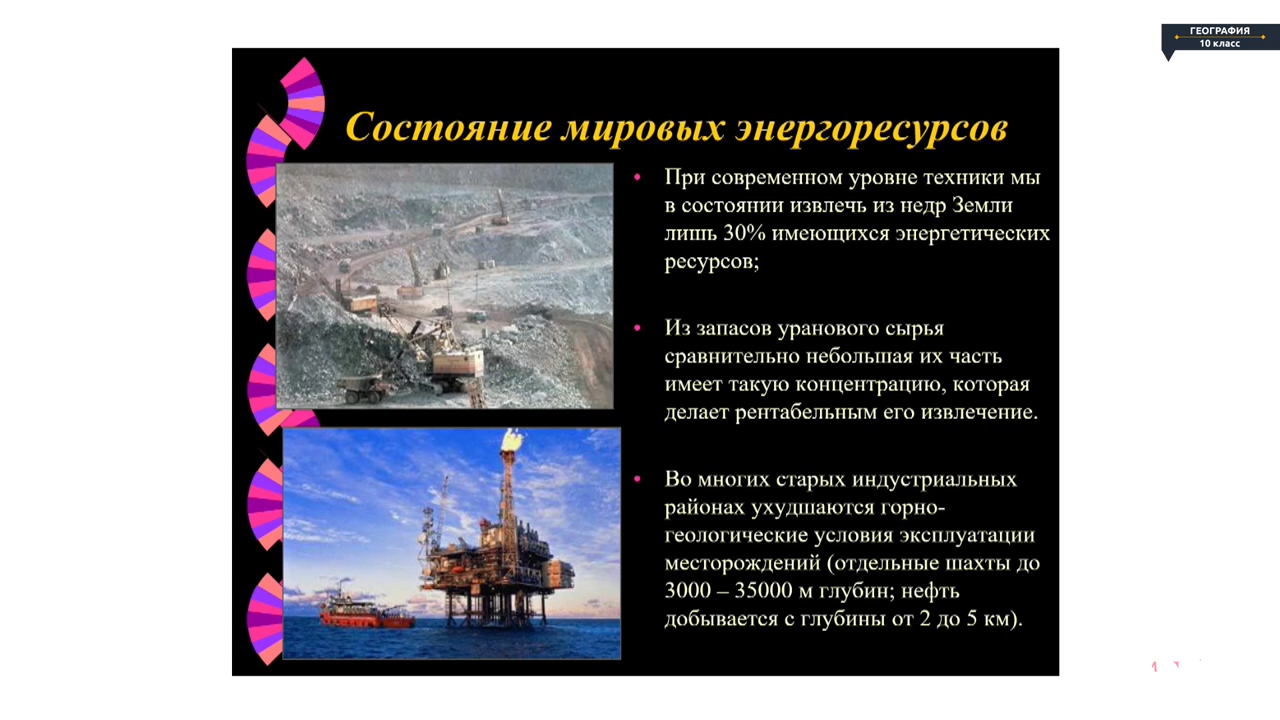 ГЕОГРАФИЯ
10 класс
Состояние мировых энергоресурсов
• При современном уровне техники мы
в состоянии извлечь из недр Земли
лишь 30% имеющихся энергетических
ресурсов;
• Из запасов уранового сырья
сравнительно небольшая их часть
имеет такую концентрацию, которая
делает рентабельным его извлечение.
• Во многих старых индустриальных
районах ухудшаются горно-
геологические условия эксплуатации
месторождений (отдельные шахты до
3000 – 35000 м глубин; нефть
добывается с глубины от 2 до 5 км).